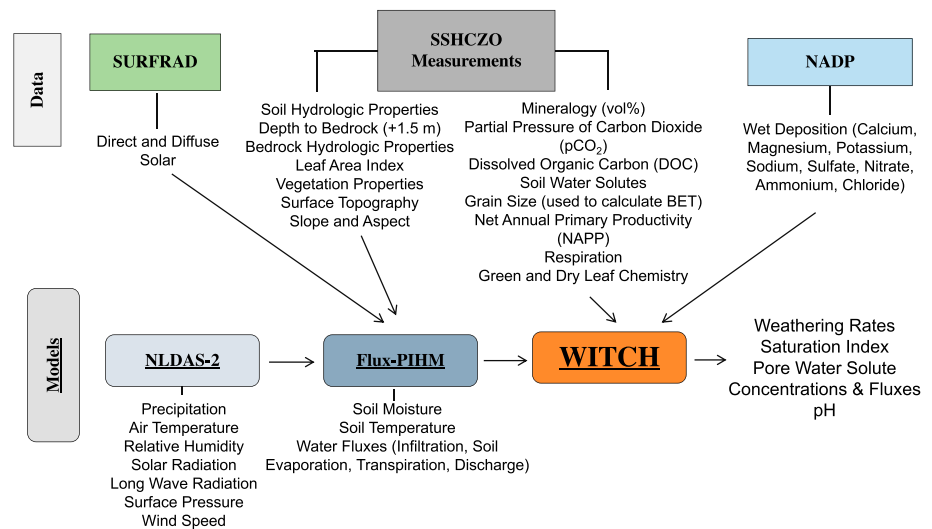 Data
SURFRAD
SSHCZO
Measurements
NADP
Direct and Diffuse
Solar
Soil Hydrologic Properties
Depth to Bedrock (+1.5 m)
Bedrock Hydrologic Properties
Leaf Area Index
Vegetation Properties
Surface Topography
Slope and Aspect
Mineralogy (vol%)
Partial Pressure of Carbon Dioxide
(pCO₂)
Dissolved Organic Carbon (DOC)
Soil Water Solutes
Grain Size (used to calculate BET)
Net Annual Primary Productivity
(NAPP)
Respiration
Green and Dry Leaf Chemistry
Wet Deposition (Calcium,
Magnesium, Potassium,
Sodium, Sulfate, Nitrate,
Ammonium, Chloride)
Models
NLDAS-2
Flux-PIHM
WITCH
Weathering Rates
Saturation Index
Pore Water Solute
Concentrations & Fluxes
pH
Precipitation
Air Temperature
Relative Humidity
Solar Radiation
Long Wave Radiation
Surface Pressure
Wind Speed
Soil Moisture
Soil Temperature
Water Fluxes (Infiltration, Soil
Evaporation, Transpiration, Discharge)